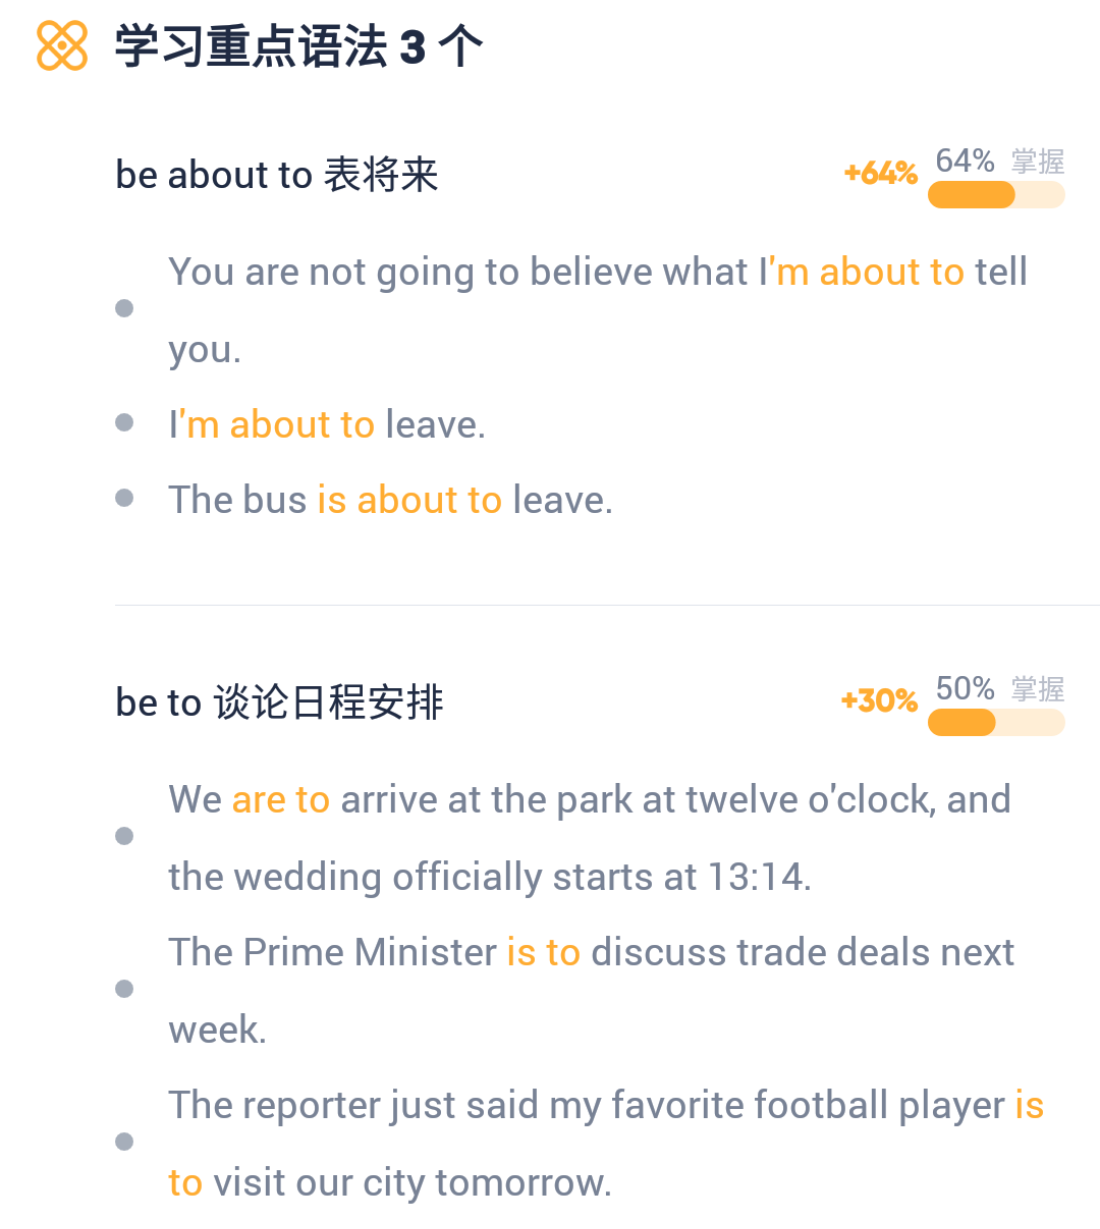 学习重点语法 3 个
be about to 表将来
+64%
64% 掌握
You are not going to believe what I'm about to tell
you.
I'm about to leave.
The bus is about to leave.
be to 谈论日程安排
+30%
50% 掌握
We are to arrive at the park at twelve o'clock, and
the wedding officially starts at 13:14.
The Prime Minister is to discuss trade deals next
week.
The reporter just said my favorite football player is
to visit our city tomorrow.